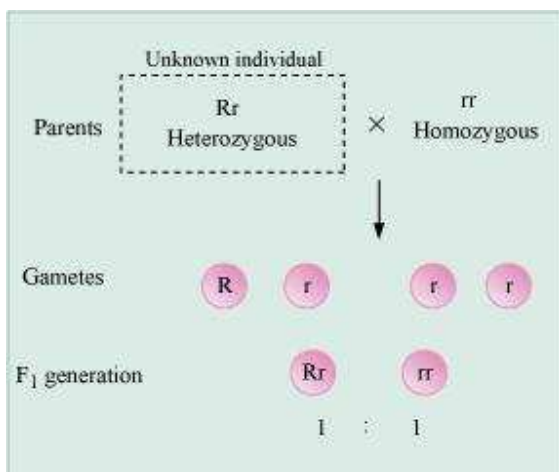 Unknown individual
Parents Rr × rr
Heterozygous Homozygous
Gametes R r r r
F₁ generation Rr rr
1 : 1